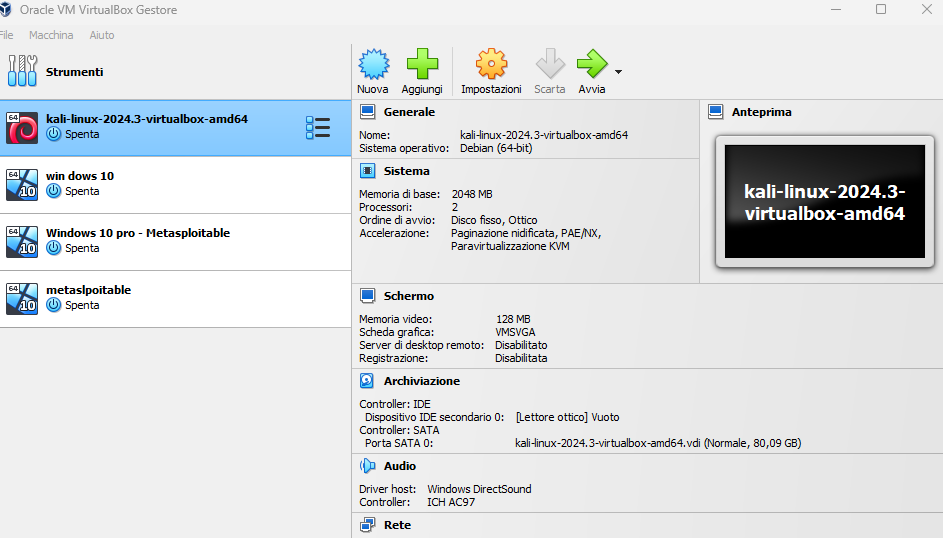 Oracle VM VirtualBox Gestore
File Macchina Aiuto
Strumenti
64 kali-linux-2024.3-virtualbox-amd64
Spenta
64 10 win dows 10
Spenta
64 10 Windows 10 pro - Metasploitable
Spenta
64 10 metaslpoitable
Spenta
Nuova Aggiungi Impostazioni Scarta Avvia
Generale
Nome: kali-linux-2024.3-virtualbox-amd64
Sistema operativo: Debian (64-bit)
Sistema
Memoria di base: 2048 MB
Processori: 2
Ordine di avvio: Disco fisso, Ottico
Accelerazione: Paginazione nidificata, PAE/NX,
Paravirtualizzazione KVM
Anteprima
kali-linux-2024.3-
virtualbox-amd64
Schermo
Memoria video: 128 MB
Scheda grafica: VMSVGA
Server di desktop remoto: Disabilitato
Registrazione: Disabilitata
Archiviazione
Controller: IDE
Dispositivo IDE secondario 0: [Lettore ottico] Vuoto
Controller: SATA
Porta SATA 0: kali-linux-2024.3-virtualbox-amd64.vdi (Normale, 80,09 GB)
Audio
Driver host: Windows DirectSound
Controller: ICH AC97
Rete